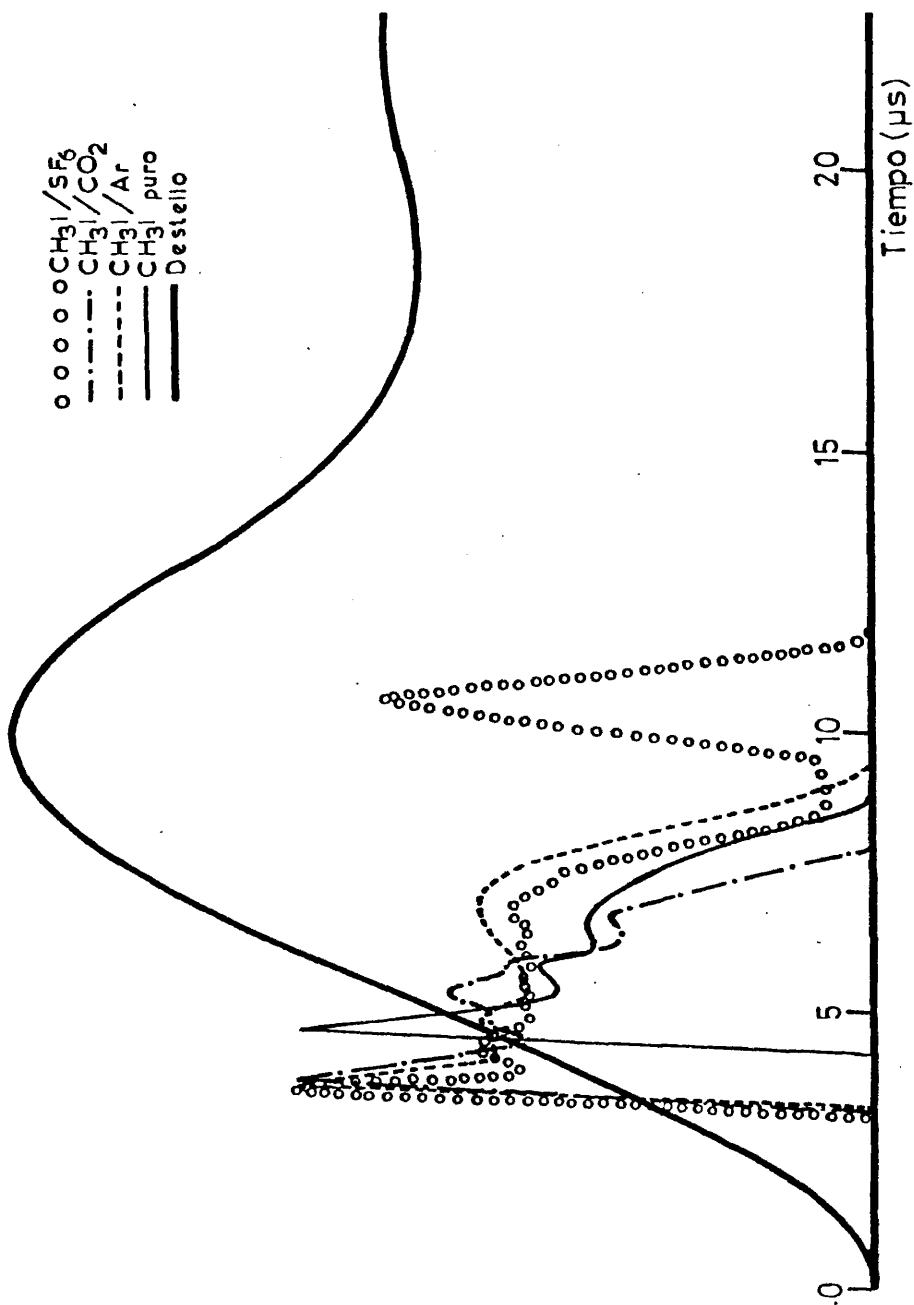 CH3I/SF6
CH3I/CO2
CH3I/Ar
CH3I puro
Destello
0
5
10
15
20
Tiempo (µs)